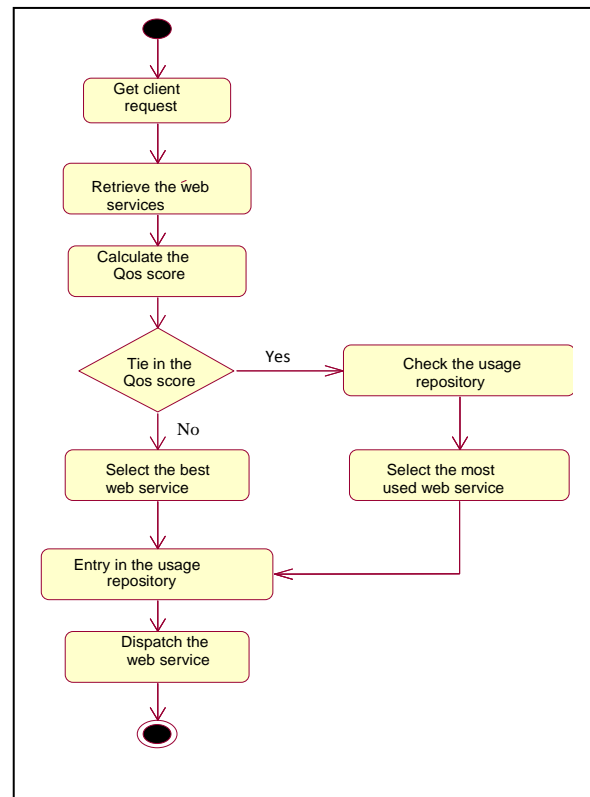 Get client
request
Retrieve the web
services
Calculate the
Qos score
Tie in the
Qos score
Yes
Check the usage
repository
No
Select the best
web service
Select the most
used web service
Entry in the usage
repository
Dispatch the
web service